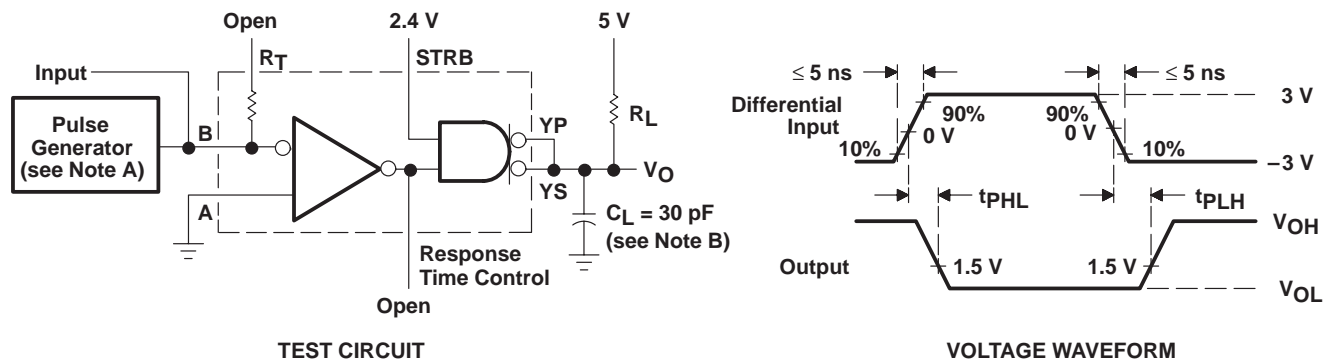 Open
2.4 V
5 V
RT
STRB
Input
Pulse
Generator
(see Note A)
B
A
YP
YS
RL
VO
CL = 30 pF
(see Note B)
Response
Time Control
Open
TEST CIRCUIT
≤ 5 ns
≤ 5 ns
Differential
Input
3 V
90%
90%
0 V
0 V
10%
10%
–3 V
tPHL
tPLH
VOH
Output
1.5 V
1.5 V
VOL
VOLTAGE WAVEFORM